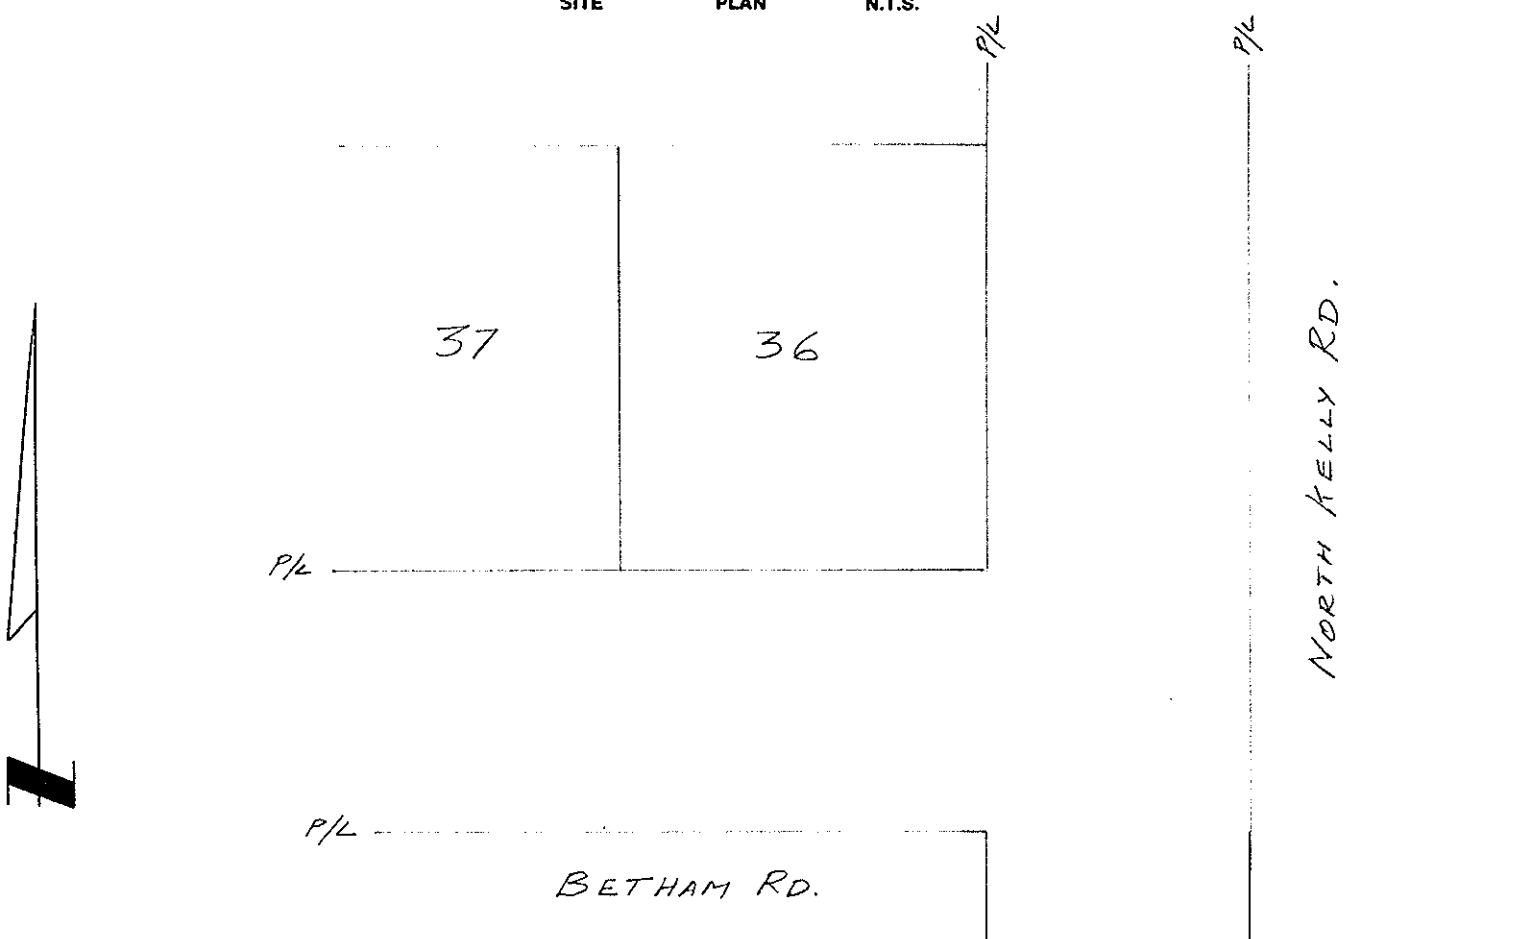 SITE PLAN N.T.S.
P/L
P/L
37
36
NORTH KELLY RD.
P/L
P/L
BETHAM RD.